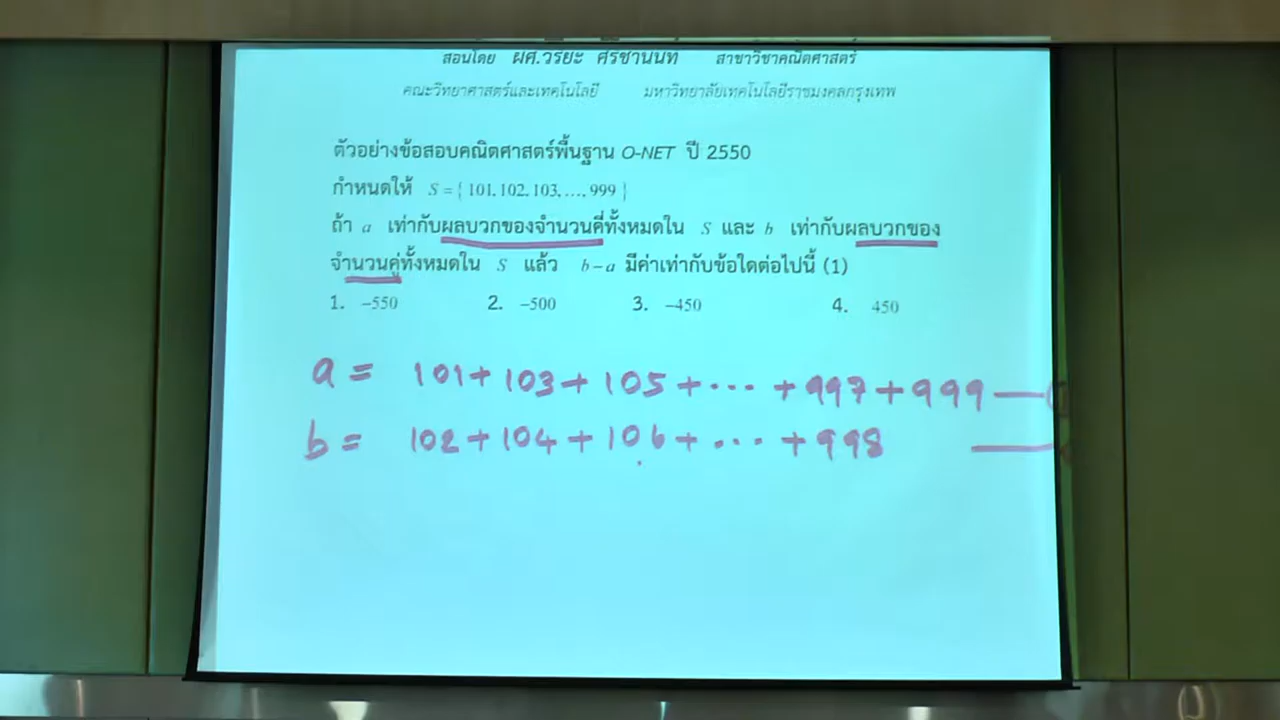 สอนโดย ผศ.วริยะ ศรีชานนท์ สาขาวิชาคณิตศาสตร์
คณะวิทยาศาสตร์และเทคโนโลยี มหาวิทยาลัยเทคโนโลยีราชมงคลกรุงเทพ
ตัวอย่างข้อสอบคณิตศาสตร์พื้นฐาน O-NET ปี 2550
กำหนดให้ S = { 101, 102, 103, ..., 999 }
ถ้า a เท่ากับผลบวกของจำนวนคี่ทั้งหมดใน S และ b เท่ากับผลบวกของ
จำนวนคู่ทั้งหมดใน S แล้ว b – a มีค่าเท่ากับข้อใดต่อไปนี้ (1)
1. –550 2. –500 3. –450 4. 450
a = 101 + 103 + 105 + ... + 997 + 999
b = 102 + 104 + 106 + ... + 998